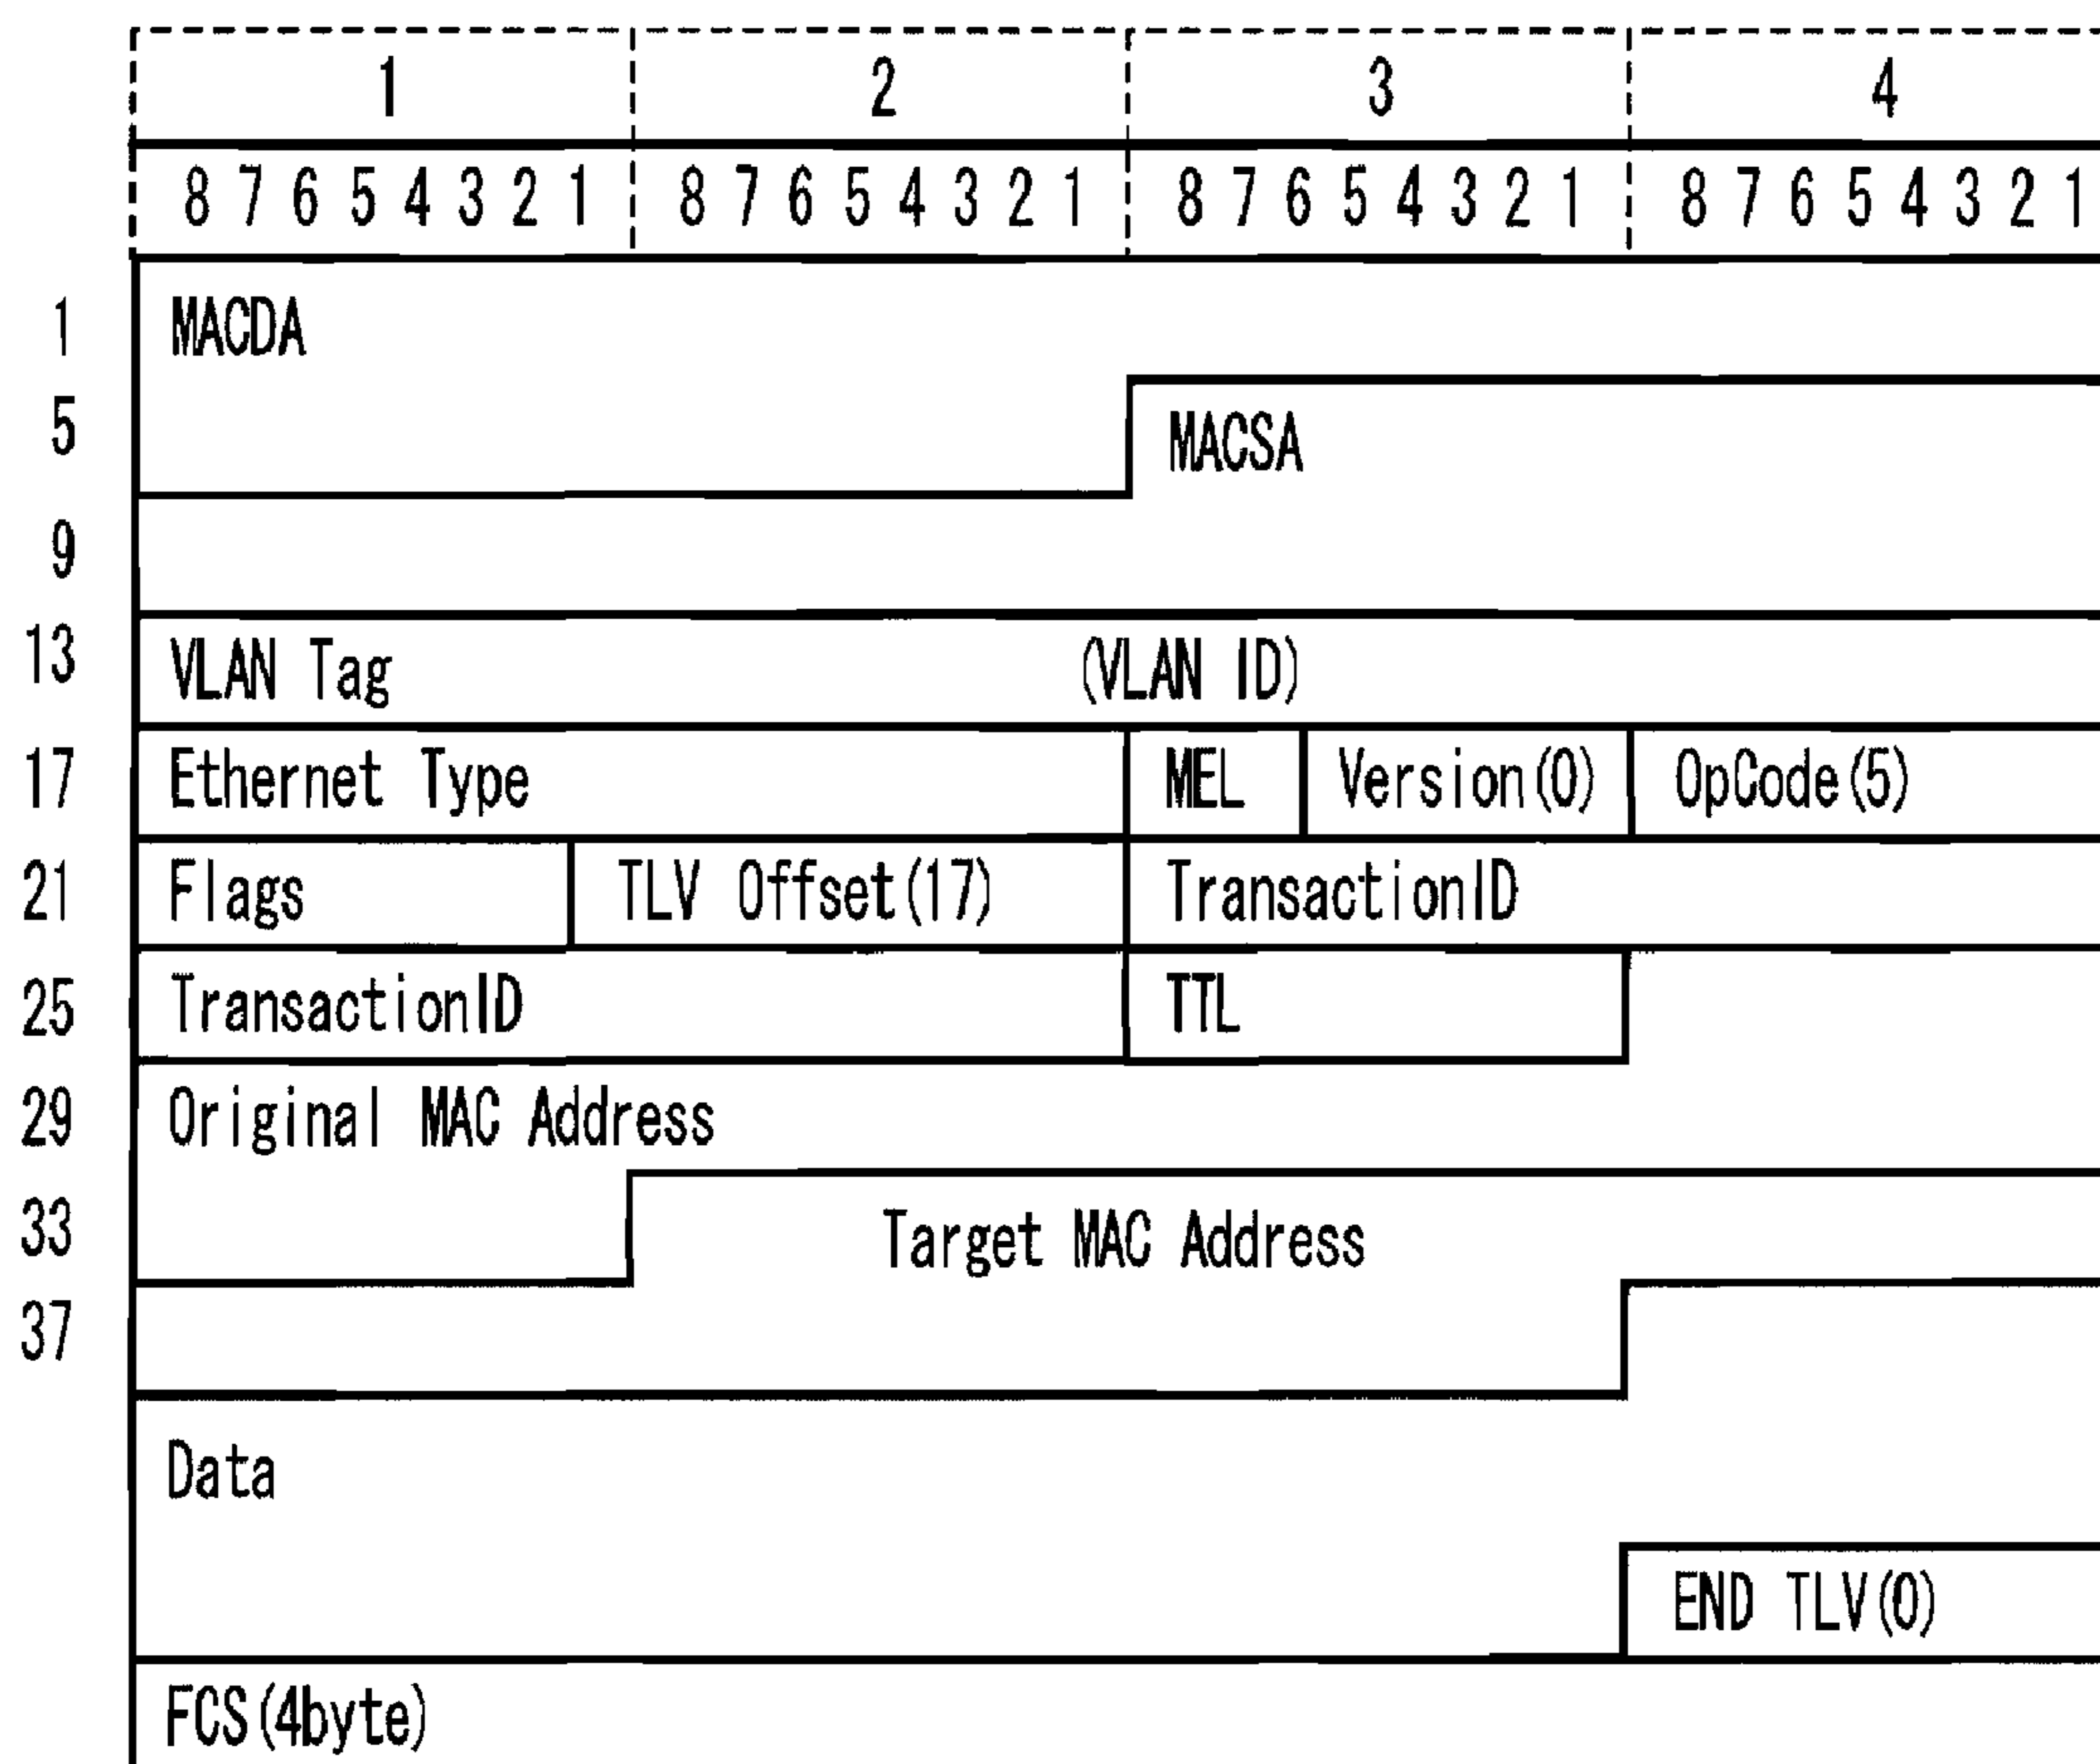 1 2 3 4
8 7 6 5 4 3 2 1 8 7 6 5 4 3 2 1 8 7 6 5 4 3 2 1 8 7 6 5 4 3 2 1
1 MACDA
5 MACSA
9
13 VLAN Tag (VLAN ID)
17 Ethernet Type MEL Version(0) OpCode(5)
21 Flags TLV Offset(17) TransactionID
25 TransactionID TTL
29 Original MAC Address
33 Target MAC Address
37
Data
END TLV(0)
FCS(4byte)